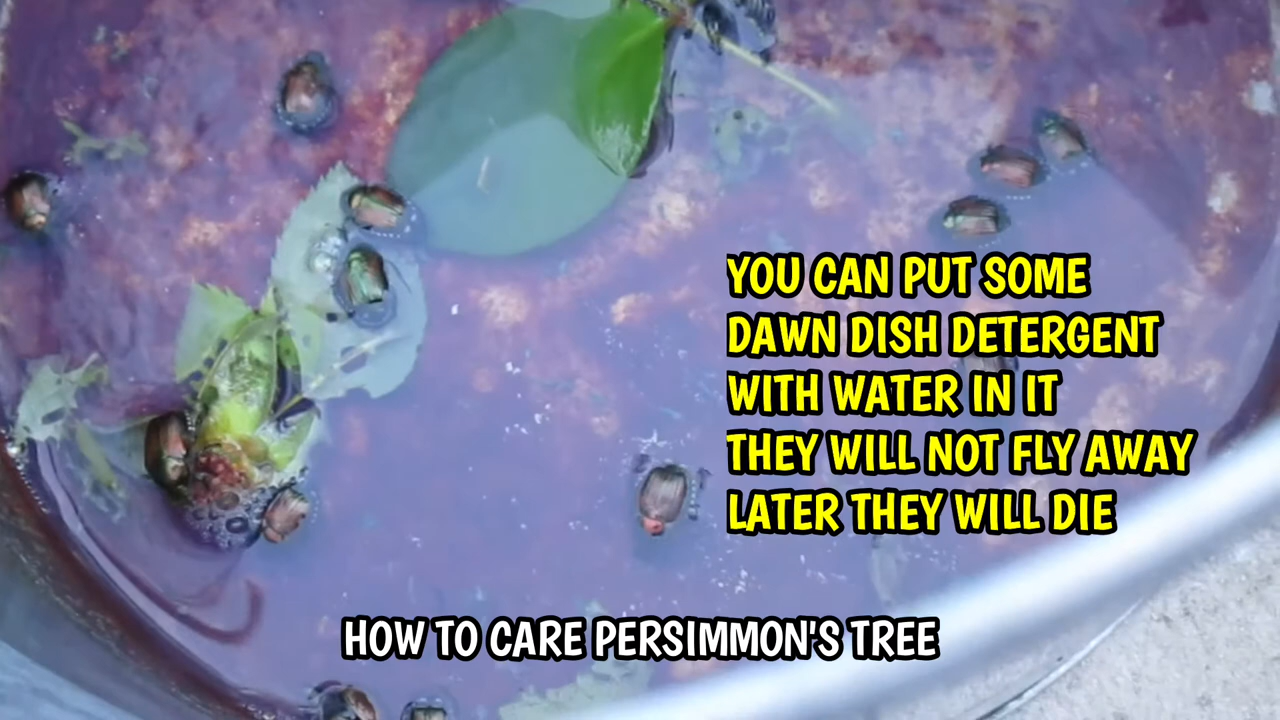 YOU CAN PUT SOME
DAWN DISH DETERGENT
WITH WATER IN IT
THEY WILL NOT FLY AWAY
LATER THEY WILL DIE
HOW TO CARE PERSIMMON'S TREE